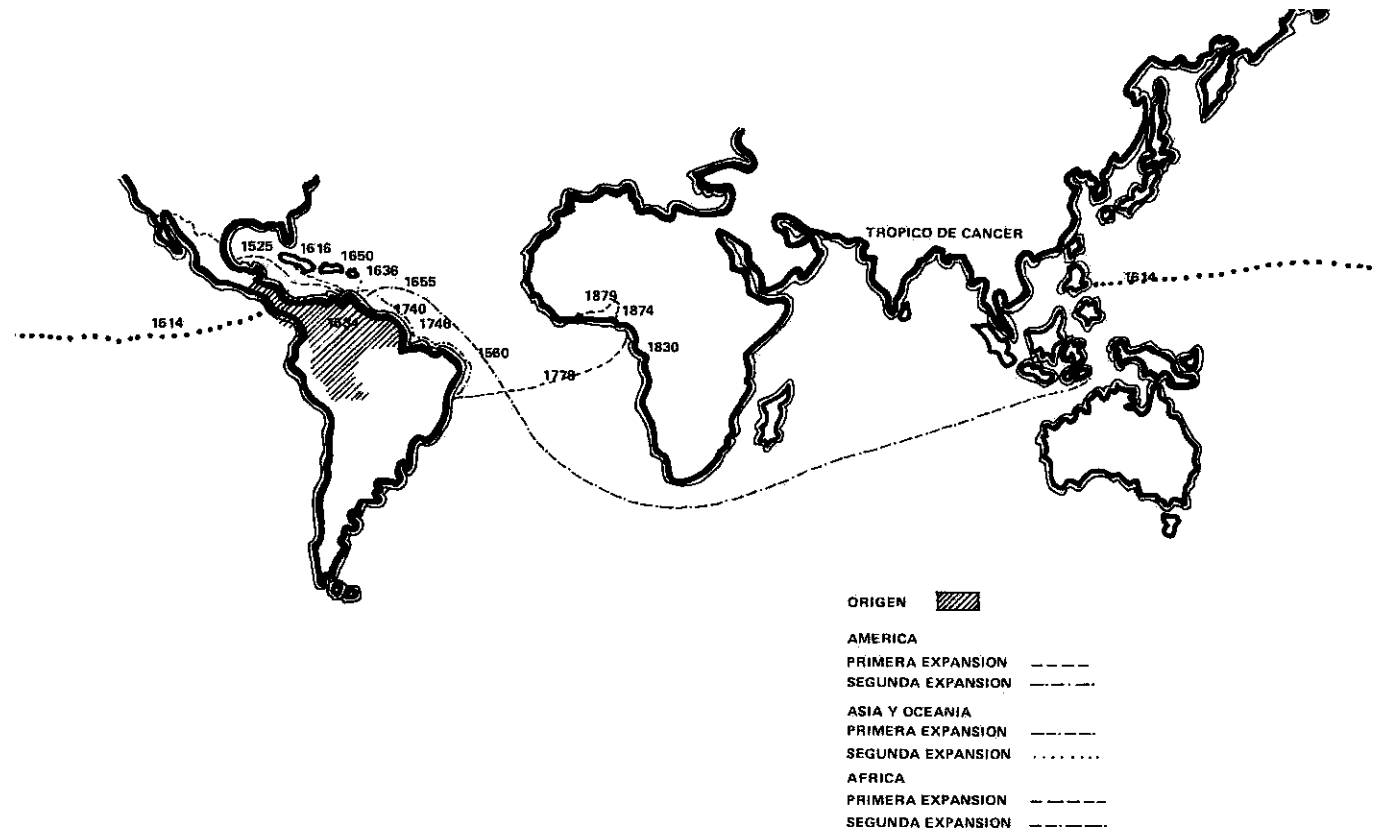 TROPICO DE CANCER
1525
1616
1650
1636
1655
1614
1879
1874
1740
1614
1534
1746
1560
1830
1778
ORIGEN
AMERICA
PRIMERA EXPANSION
SEGUNDA EXPANSION
ASIA Y OCEANIA
PRIMERA EXPANSION
SEGUNDA EXPANSION
AFRICA
PRIMERA EXPANSION
SEGUNDA EXPANSION